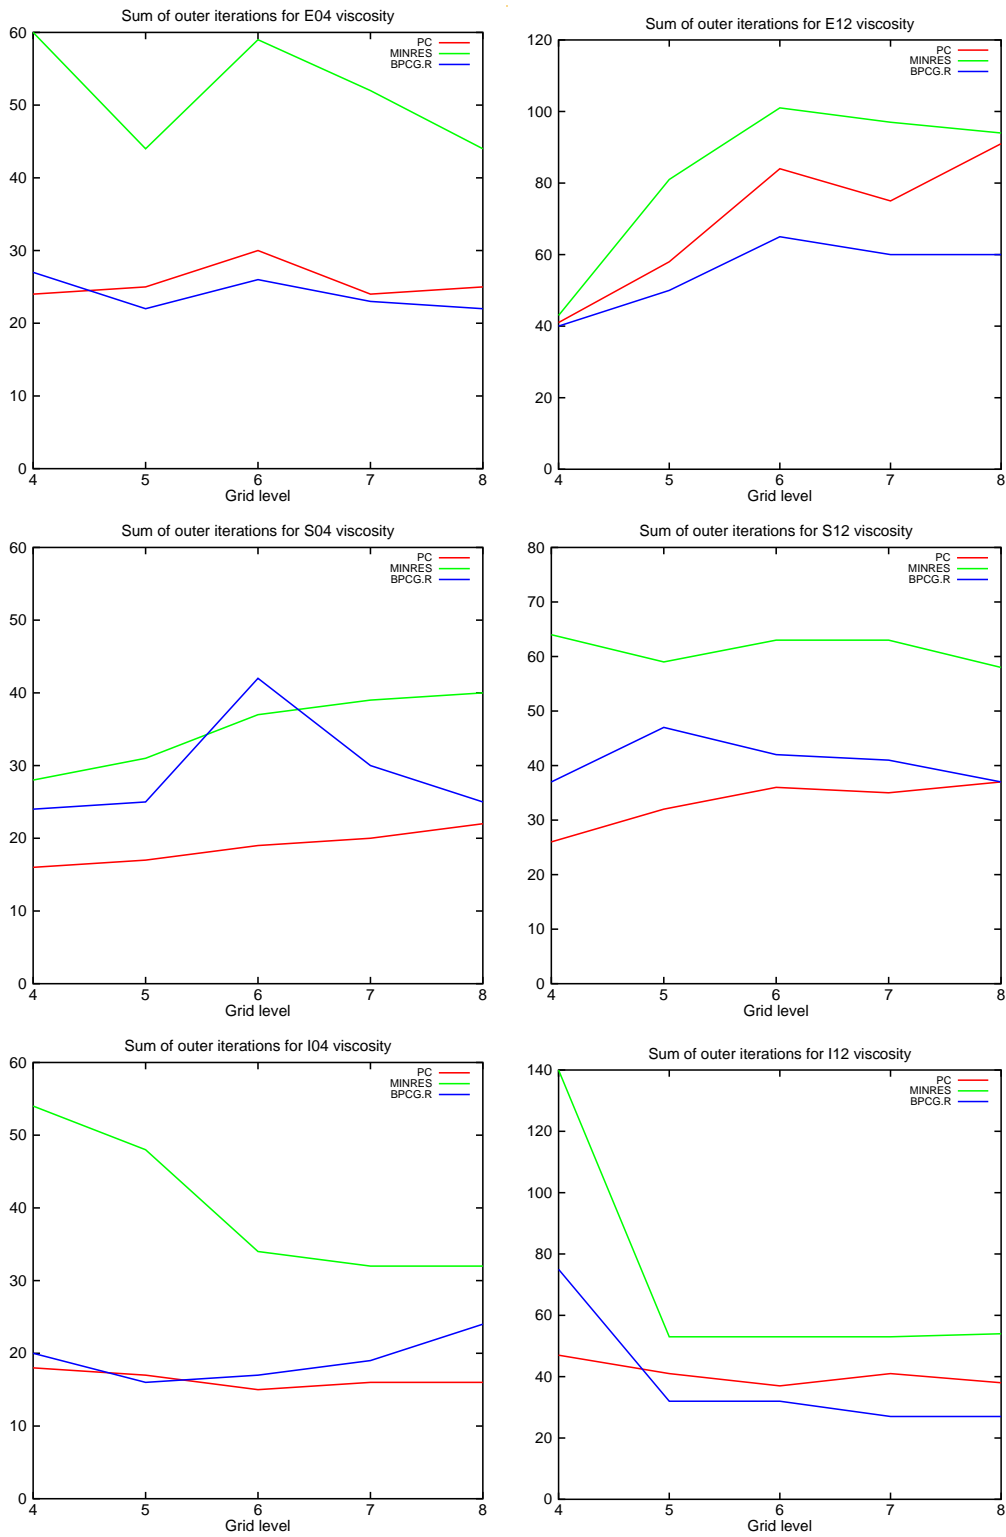 Sum of outer iterations for E04 viscosity
PC
MINRES
BPCG.R
60
50
40
30
20
10
0
4 5 6 7 8
Grid level
Sum of outer iterations for E12 viscosity
PC
MINRES
BPCG.R
120
100
80
60
40
20
0
4 5 6 7 8
Grid level
Sum of outer iterations for S04 viscosity
PC
MINRES
BPCG.R
60
50
40
30
20
10
0
4 5 6 7 8
Grid level
Sum of outer iterations for S12 viscosity
PC
MINRES
BPCG.R
80
70
60
50
40
30
20
10
0
4 5 6 7 8
Grid level
Sum of outer iterations for I04 viscosity
PC
MINRES
BPCG.R
60
50
40
30
20
10
0
4 5 6 7 8
Grid level
Sum of outer iterations for I12 viscosity
PC
MINRES
BPCG.R
140
120
100
80
60
40
20
0
4 5 6 7 8
Grid level